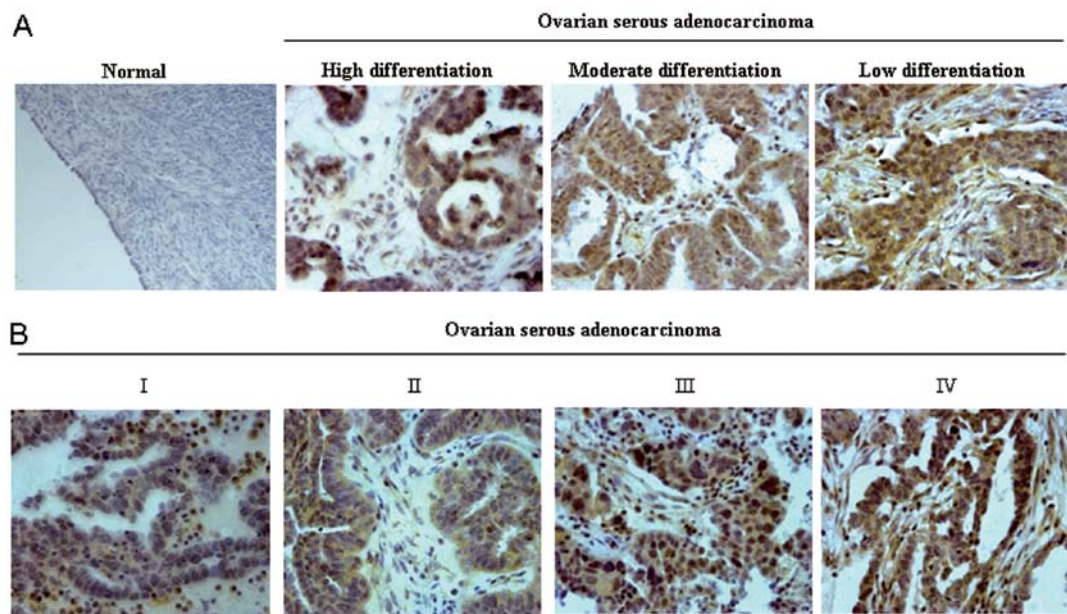 A
Ovarian serous adenocarcinoma
Normal
High differentiation
Moderate differentiation
Low differentiation
B
Ovarian serous adenocarcinoma
I
II
III
IV